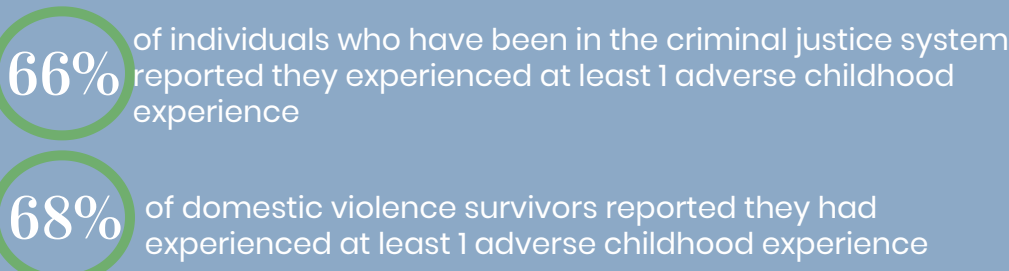 66%
of individuals who have been in the criminal justice system
reported they experienced at least 1 adverse childhood
experience
68%
of domestic violence survivors reported they had
experienced at least 1 adverse childhood experience